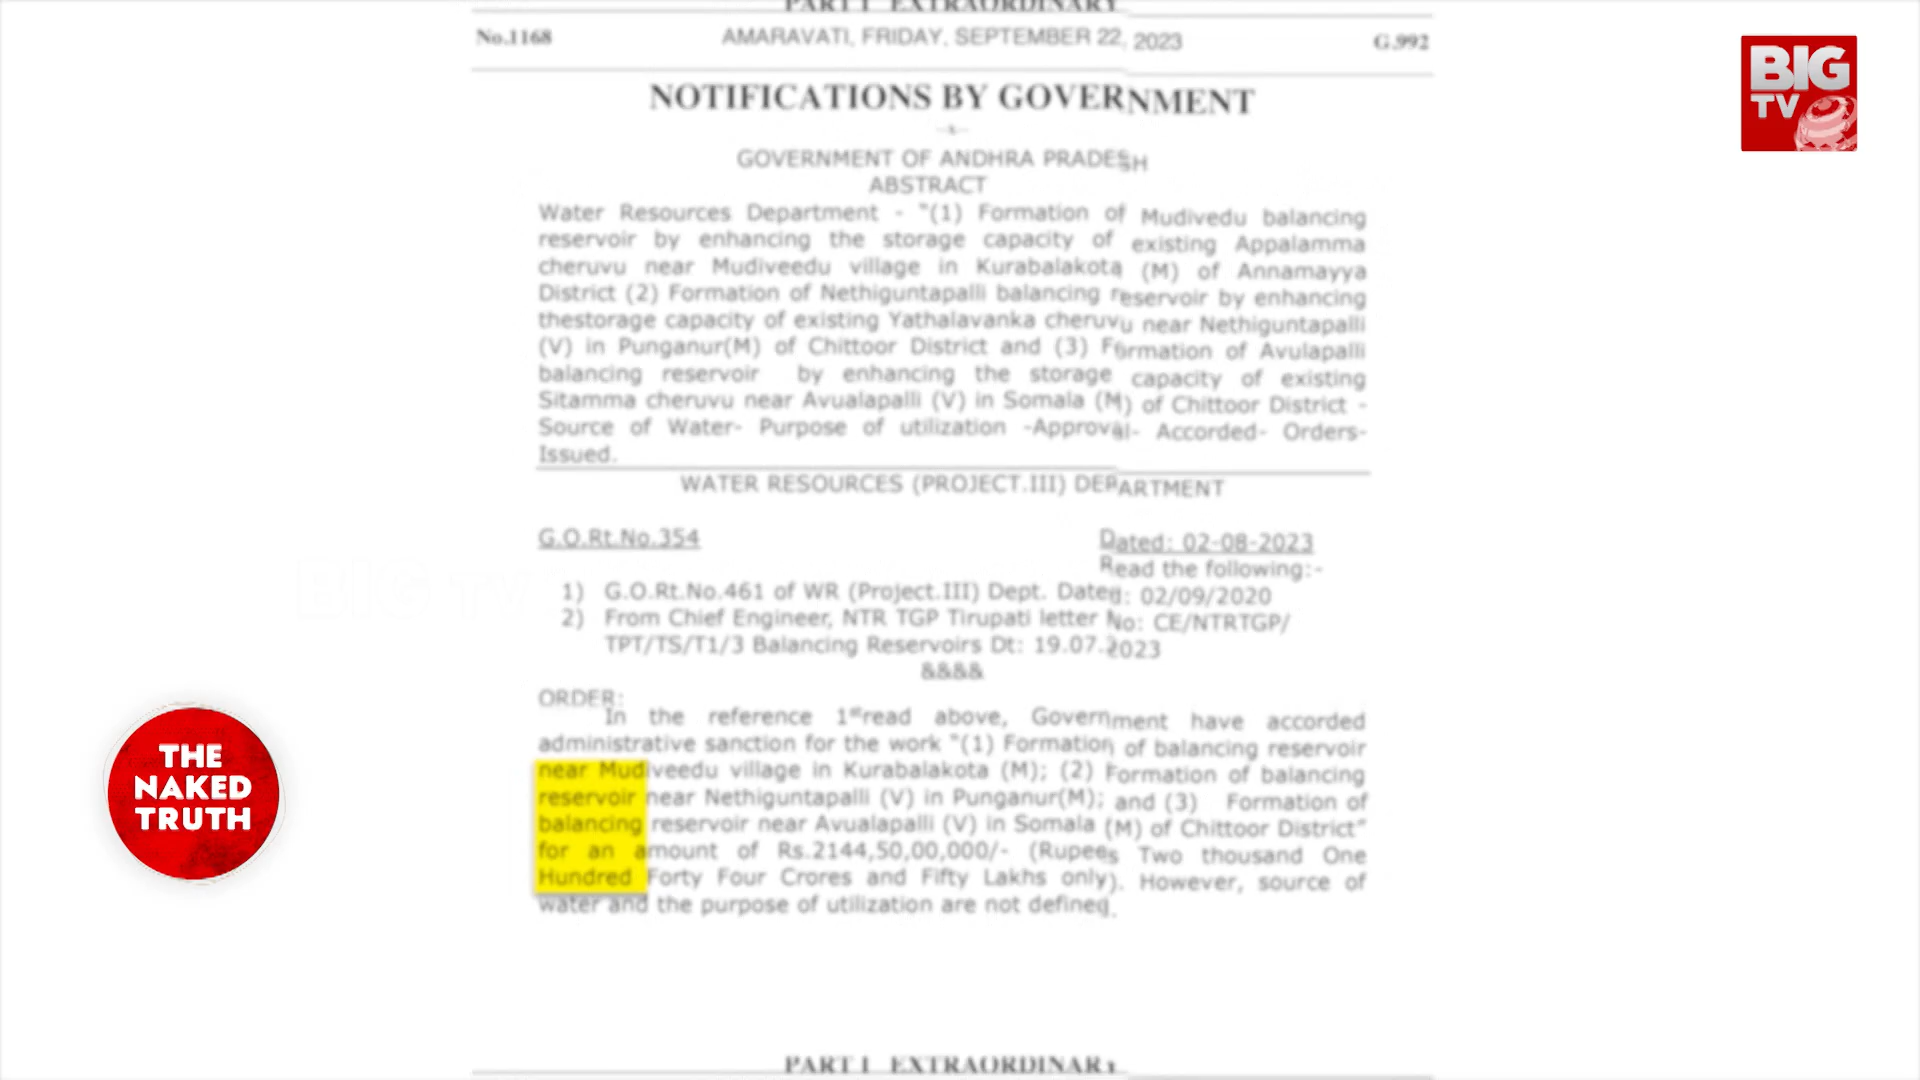 PART I EXTRAORDINARY
No.1168 AMARAVATI, FRIDAY, SEPTEMBER 22, 2023 G.992
BIG
TV
NOTIFICATIONS BY GOVERNMENT
--x--
GOVERNMENT OF ANDHRA PRADESH
ABSTRACT
Water Resources Department - "(1) Formation of Mudivedu balancing
reservoir by enhancing the storage capacity of existing Appalamma
cheruvu near Mudiveedu village in Kurabalakota (M) of Annamayya
District (2) Formation of Nethiguntapalli balancing reservoir by enhancing
thestorage capacity of existing Yathalavanka cheruvu near Nethiguntapalli
(V) in Punganur(M) of Chittoor District and (3) Formation of Avulapalli
balancing reservoir by enhancing the storage capacity of existing
Sitamma cheruvu near Avualapalli (V) in Somala (M) of Chittoor District -
Source of Water- Purpose of utilization -Approval- Accorded- Orders-
Issued.
WATER RESOURCES (PROJECT.III) DEPARTMENT
G.O.Rt.No.354 Dated: 02-08-2023
Read the following:-
1) G.O.Rt.No.461 of WR (Project.III) Dept. Dated: 02/09/2020
2) From Chief Engineer, NTR TGP Tirupati letter No: CE/NTRTGP/
TPT/TS/T1/3 Balancing Reservoirs Dt: 19.07.2023
&&&&
ORDER:
In the reference 1st read above, Government have accorded
administrative sanction for the work "(1) Formation of balancing reservoir
near Mudiveedu village in Kurabalakota (M); (2) Formation of balancing
reservoir near Nethiguntapalli (V) in Punganur(M); and (3) Formation of
balancing reservoir near Avualapalli (V) in Somala (M) of Chittoor District"
for an amount of Rs.2144,50,00,000/- (Rupees Two thousand One
Hundred Forty Four Crores and Fifty Lakhs only). However, source of
water and the purpose of utilization are not defined.
BIG TV
THE
NAKED
TRUTH
PART I EXTRAORDINARY